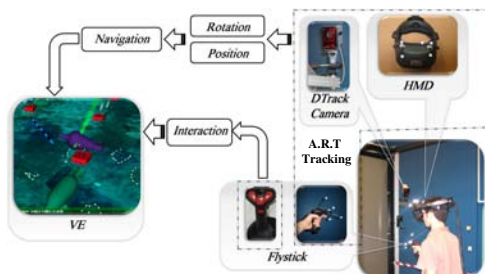 Navigation
Rotation
Position
DTrack
Camera
HMD
Interaction
A.R.T
Tracking
VE
Flystick